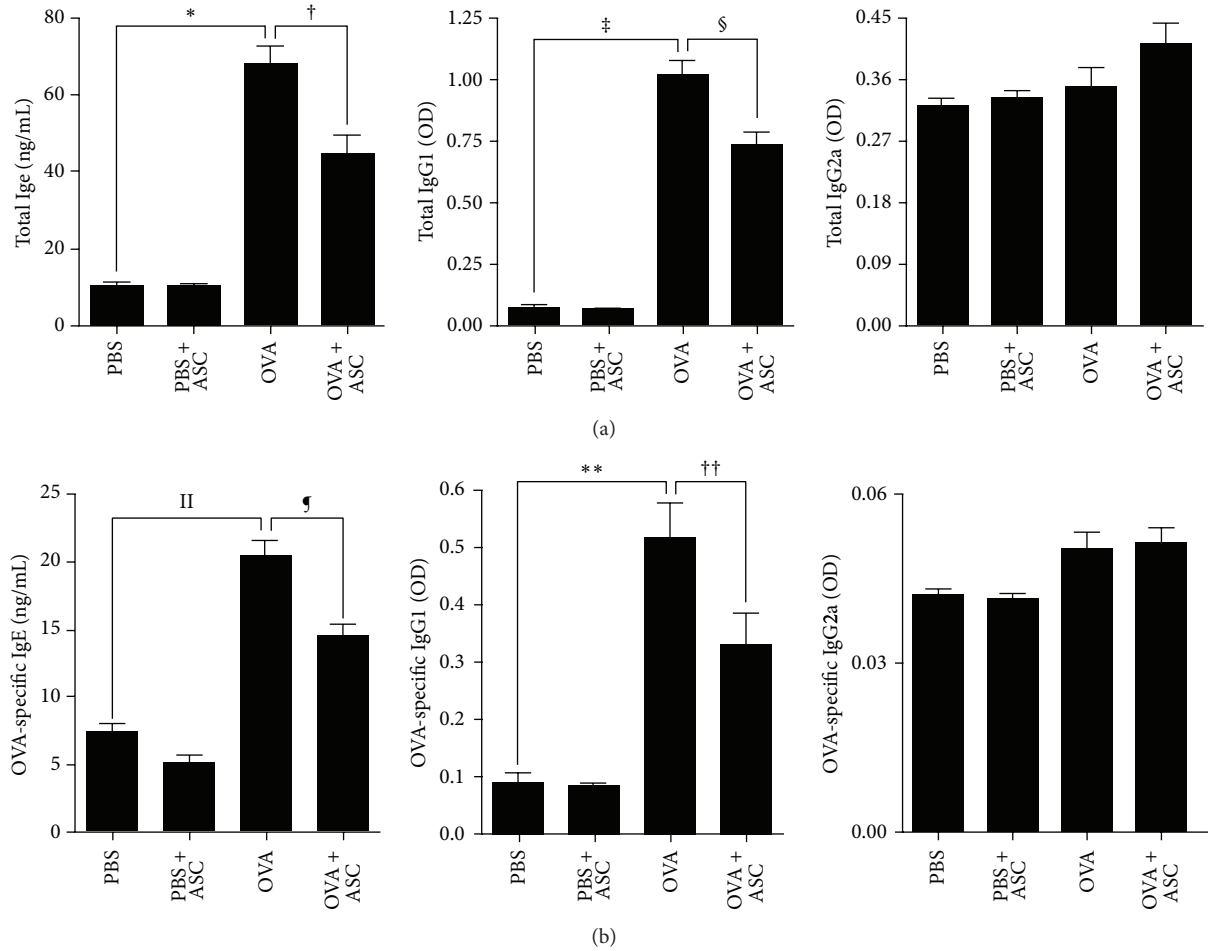 Total Ige (ng/mL)
80
60
40
20
0
*
†
PBS
PBS +
ASC
OVA
OVA +
ASC
Total IgG1 (OD)
1.25
1.00
0.75
0.50
0.25
0.00
‡
§
PBS
PBS +
ASC
OVA
OVA +
ASC
Total IgG2a (OD)
0.45
0.36
0.27
0.18
0.09
0.00
PBS
PBS +
ASC
OVA
OVA +
ASC
(a)
OVA-specific IgE (ng/mL)
25
20
15
10
5
0
II
¶
PBS
PBS +
ASC
OVA
OVA +
ASC
OVA-specific IgG1 (OD)
0.6
0.5
0.4
0.3
0.2
0.1
0.0
**
††
PBS
PBS +
ASC
OVA
OVA +
ASC
OVA-specific IgG2a (OD)
0.06
0.03
0.00
PBS
PBS +
ASC
OVA
OVA +
ASC
(b)